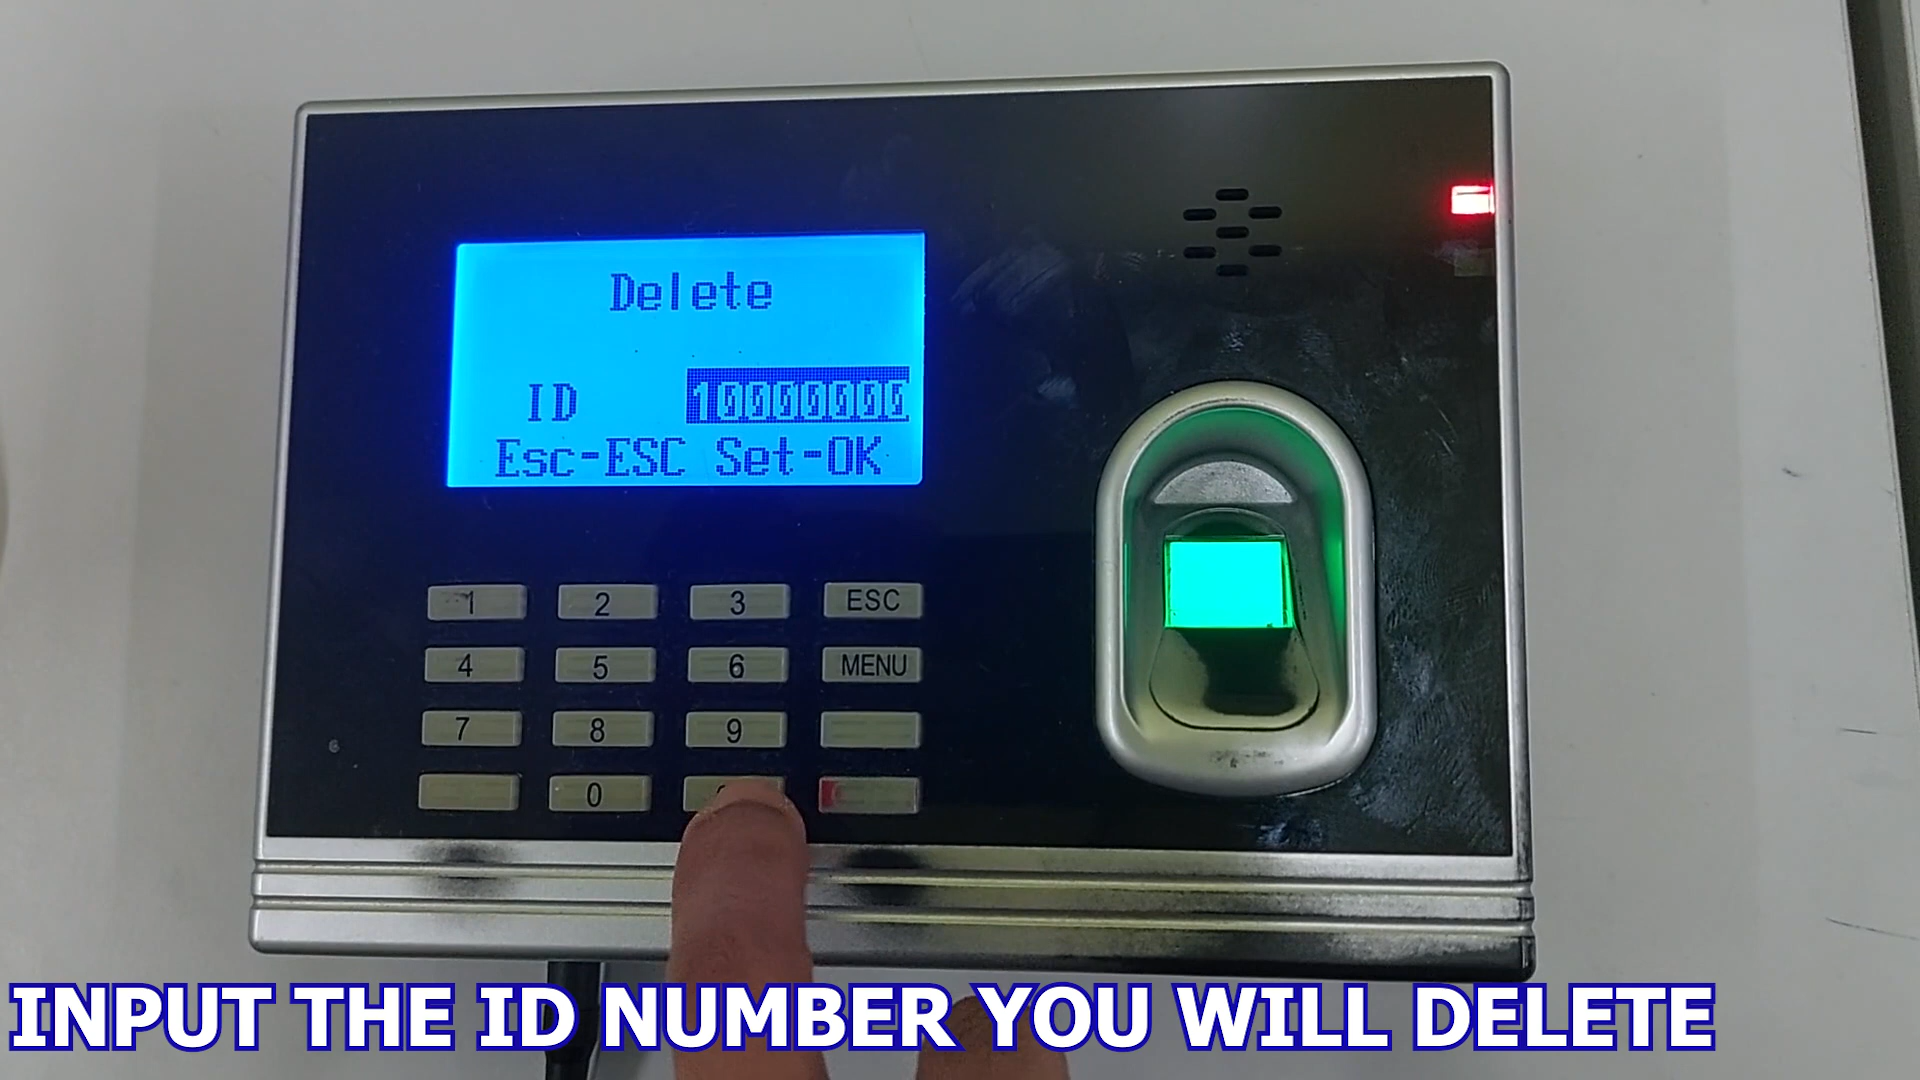 Delete
ID 10000000
Esc-ESC Set-OK
1 2 3 ESC
4 5 6 MENU
7 8 9
0
INPUT THE ID NUMBER YOU WILL DELETE